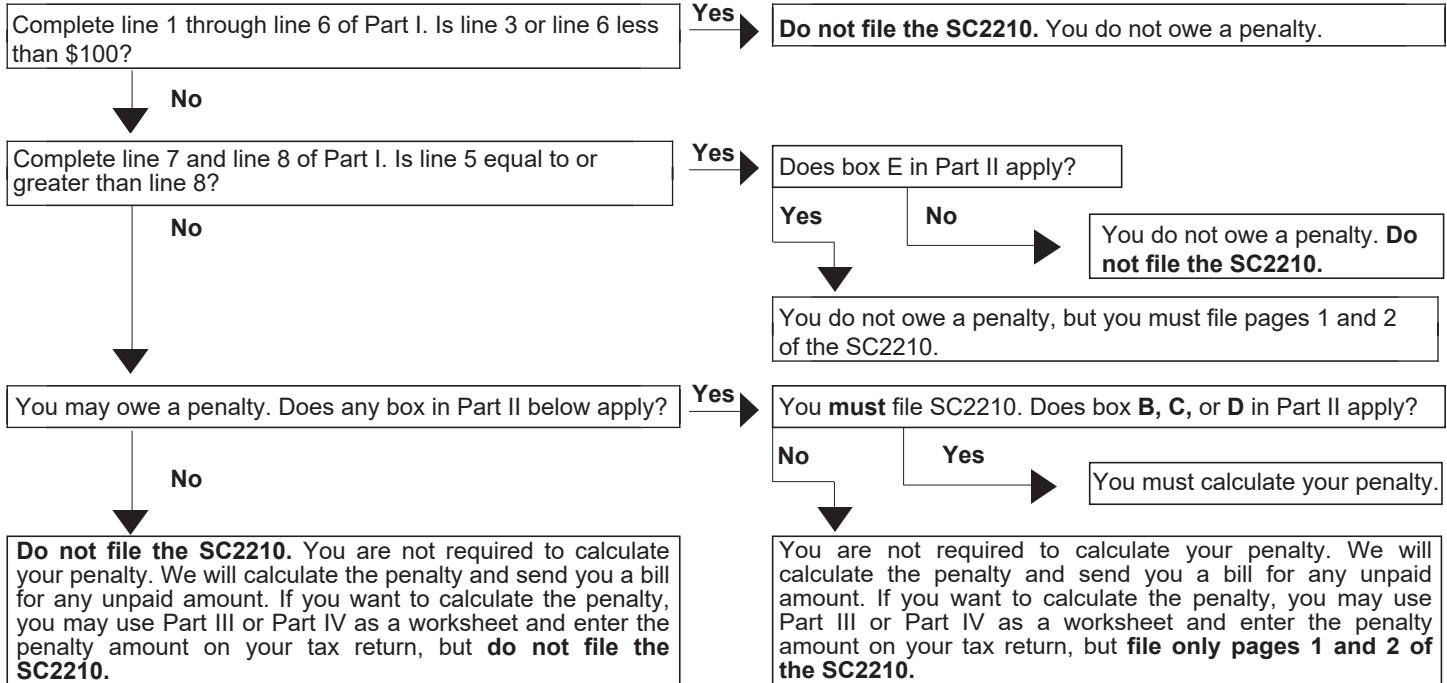 Complete line 1 through line 6 of Part I. Is line 3 or line 6 less
than $100?
Yes
Do not file the SC2210. You do not owe a penalty.
No
Complete line 7 and line 8 of Part I. Is line 5 equal to or
greater than line 8?
Yes
Does box E in Part II apply?
No
Yes
No
You do not owe a penalty. Do
not file the SC2210.
You do not owe a penalty, but you must file pages 1 and 2
of the SC2210.
You may owe a penalty. Does any box in Part II below apply?
Yes
You must file SC2210. Does box B, C, or D in Part II apply?
No
No
Yes
You must calculate your penalty.
Do not file the SC2210. You are not required to calculate
your penalty. We will calculate the penalty and send you a bill
for any unpaid amount. If you want to calculate the penalty,
you may use Part III or Part IV as a worksheet and enter the
penalty amount on your tax return, but do not file the
SC2210.
You are not required to calculate your penalty. We will
calculate the penalty and send you a bill for any unpaid
amount. If you want to calculate the penalty, you may use
Part III or Part IV as a worksheet and enter the penalty
amount on your tax return, but file only pages 1 and 2 of
the SC2210.